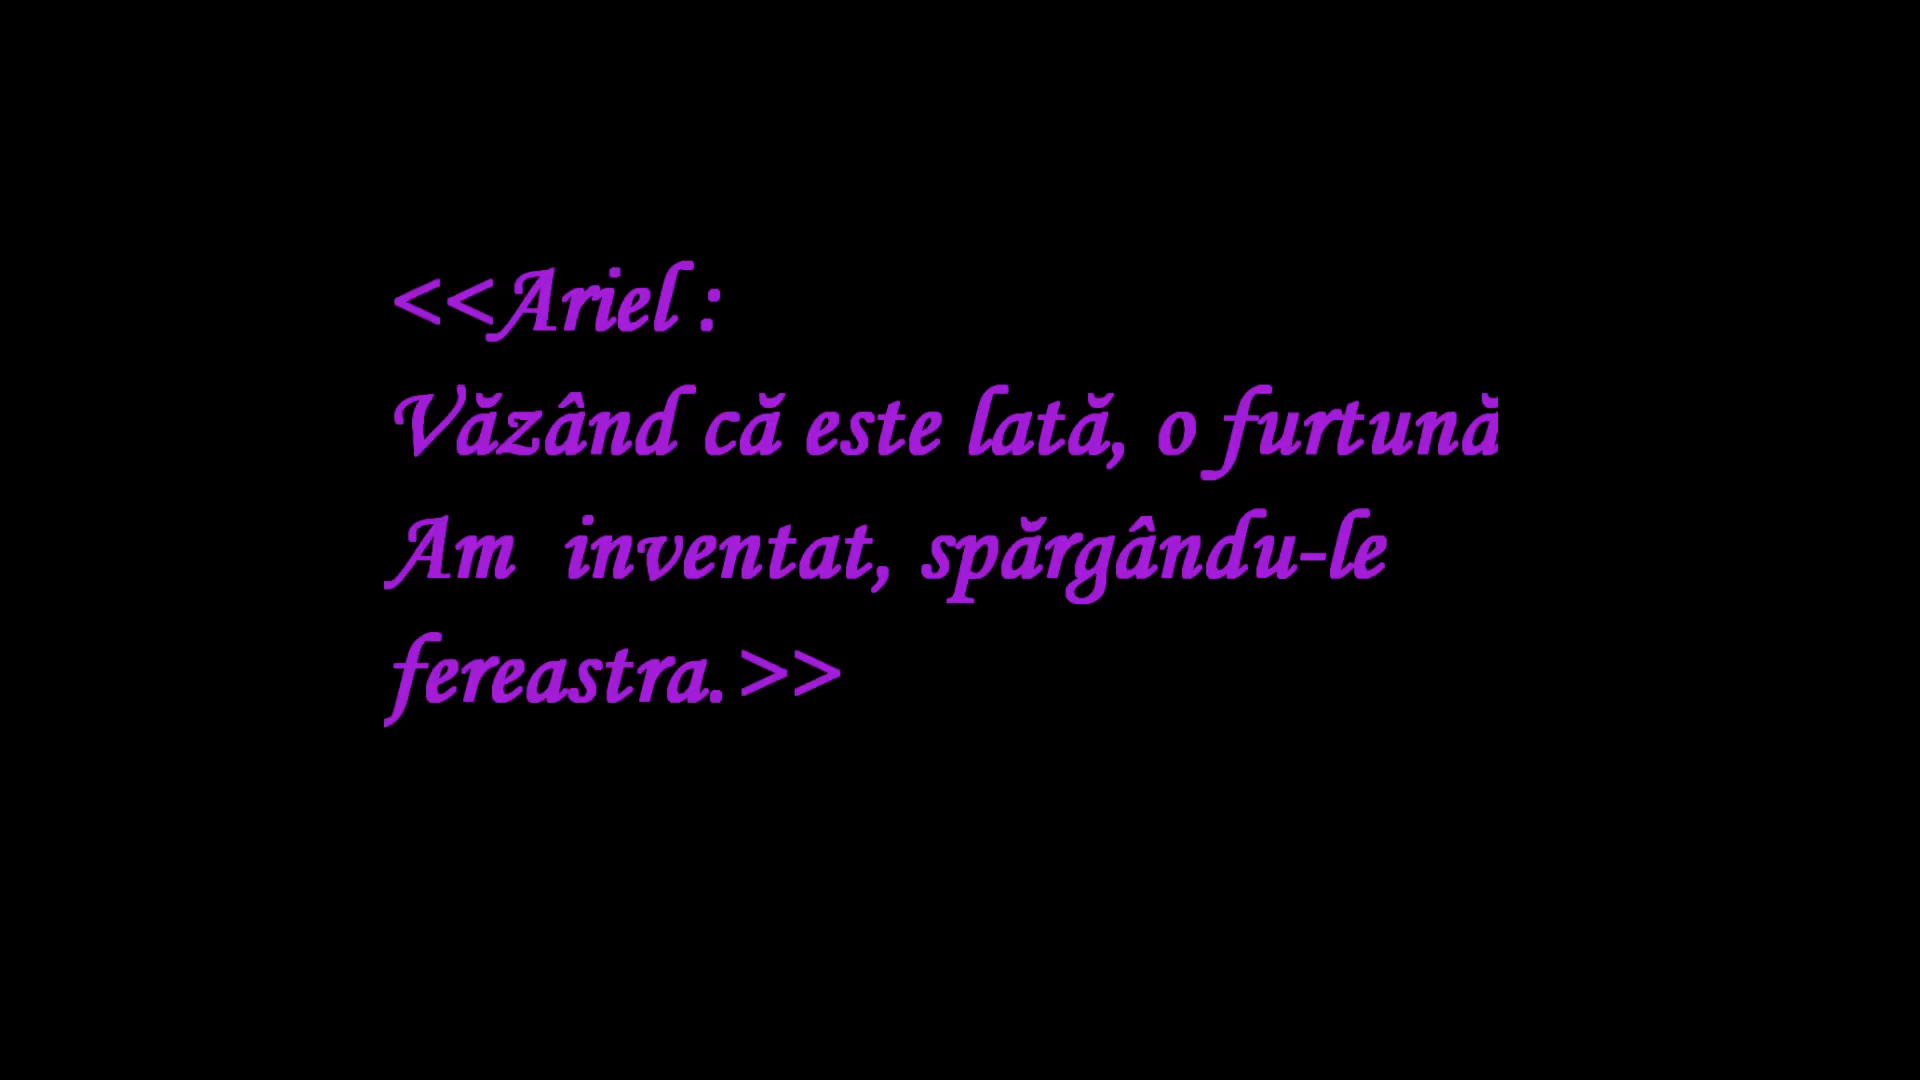 <<Ariel :
Văzând că este lată, o furtună
Am  inventat, spărgându-le
fereastra.>>